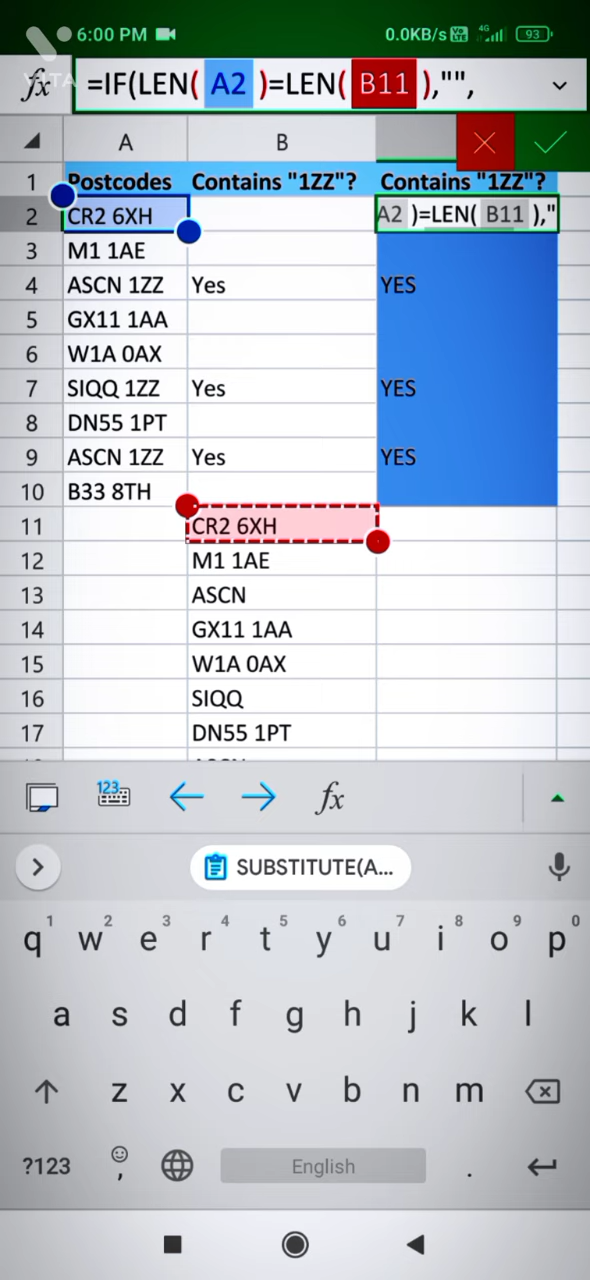 6:00 PM 0.0KB/s Vo LTE 4G 93
VITA
fx =IF(LEN( A2 )=LEN( B11 ),"",
A B
1 Postcodes Contains "1ZZ"? Contains "1ZZ"?
2 CR2 6XH A2 )=LEN( B11 ),"
3 M1 1AE
4 ASCN 1ZZ Yes YES
5 GX11 1AA
6 W1A 0AX
7 SIQQ 1ZZ Yes YES
8 DN55 1PT
9 ASCN 1ZZ Yes YES
10 B33 8TH
11 CR2 6XH
12 M1 1AE
13 ASCN
14 GX11 1AA
15 W1A 0AX
16 SIQQ
17 DN55 1PT
123 fx
SUBSTITUTE(A...
1 2 3 4 5 6 7 8 9 0
q w e r t y u i o p
a s d f g h j k l
z x c v b n m
?123 , English .